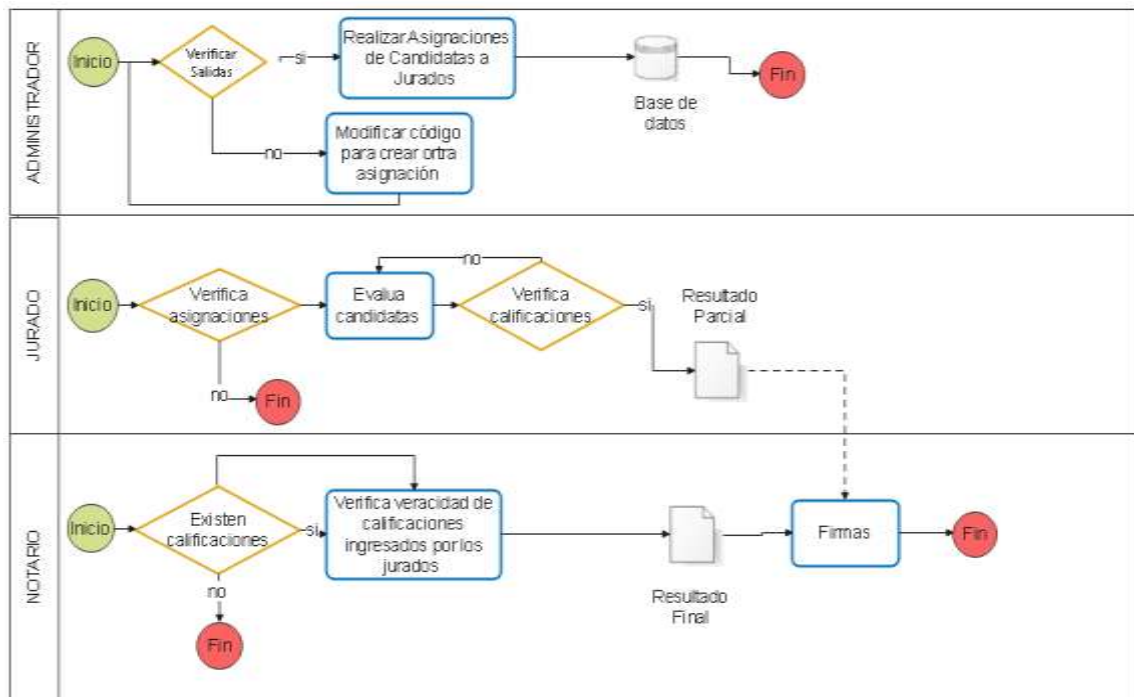 ADMINISTRADOR
Inicio
Verificar
Salidas
si
Realizar Asignaciones
de Candidatas a
Jurados
Base de
datos
Fin
no
Modificar código
para crear ortra
asignación
JURADO
Inicio
Verifica
asignaciones
no
Fin
Evalua
candidatas
no
Verifica
calificaciones
si
Resultado
Parcial
NOTARIO
Inicio
Existen
calificaciones
si
no
Fin
Verifica veracidad de
calificaciones
ingresados por los
jurados
Resultado
Final
Firmas
Fin